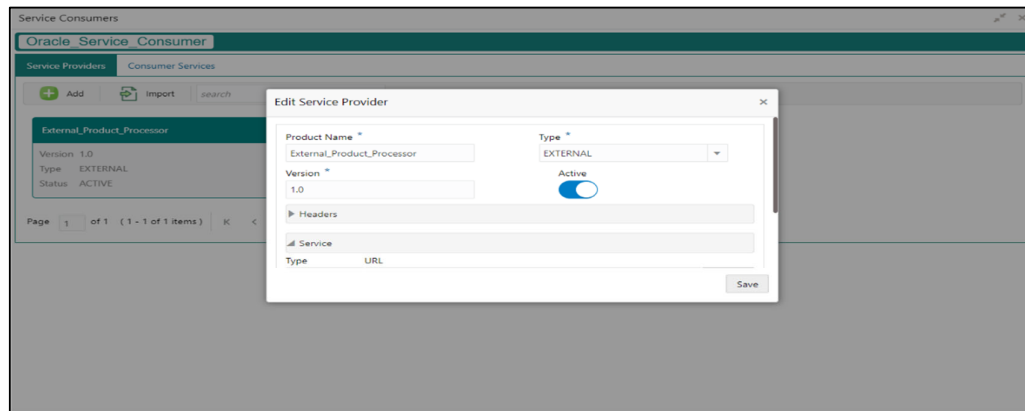 Service Consumers
Oracle_Service_Consumer
Service Providers Consumer Services
Add Import search
External_Product_Processor
Version 1.0
Type EXTERNAL
Status ACTIVE
Page 1 of 1 (1 - 1 of 1 items)
Edit Service Provider
Product Name * Type *
External_Product_Processor EXTERNAL
Version * Active
1.0
Headers
Service
Type URL
Save